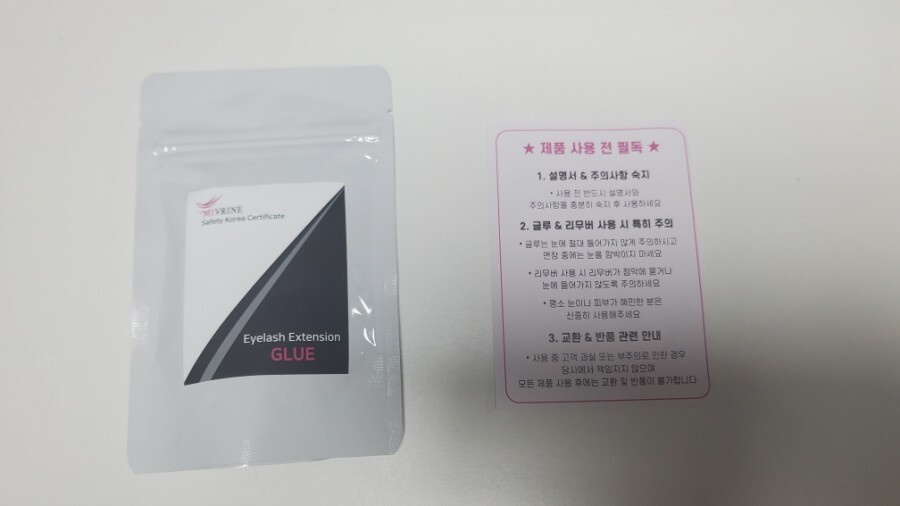 VRINE
Safety Korea Certificate
Eyelash Extension
GLUE
★ 제품 사용 전 필독 ★
1. 설명서 & 주의사항 숙지
• 사용 전 반드시 설명서와
주의사항을 충분히 숙지 후 사용하세요
2. 글루 & 리무버 사용 시 특히 주의
• 글루는 눈에 절대 들어가지 않게 주의하시고
연장 중에는 눈을 깜박이지 마세요
• 리무버 사용 시 리무버가 점막에 묻거나
눈에 들어가지 않도록 주의하세요
• 평소 눈이나 피부가 예민한 분은
신중히 사용해주세요
3. 교환 & 반품 관련 안내
• 사용 중 고객 과실 또는 부주의로 인한 경우
당사에서 책임지지 않으며
모든 제품 사용 후에는 교환 및 반품이 불가합니다